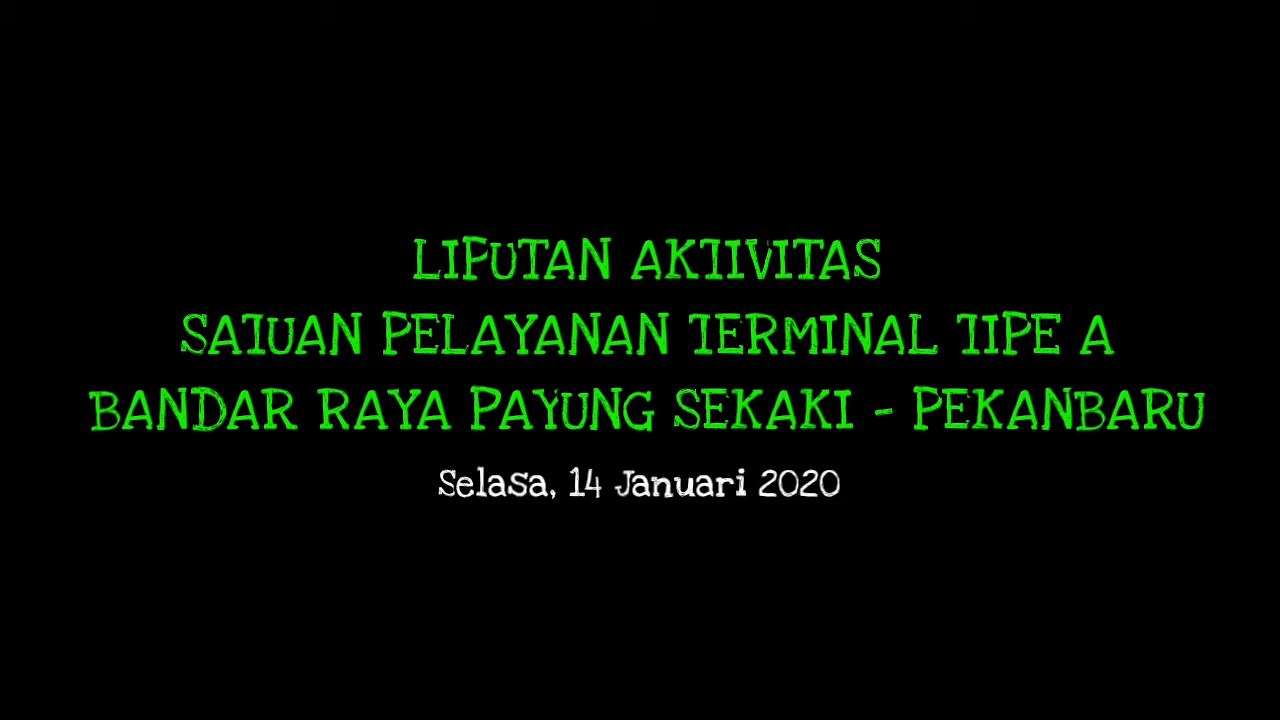 LIPUTAN AKTIVITAS
SATUAN PELAYANAN TERMINAL TIPE A
BANDAR RAYA PAYUNG SEKAKI - PEKANBARU
Selasa, 14 Januari 2020